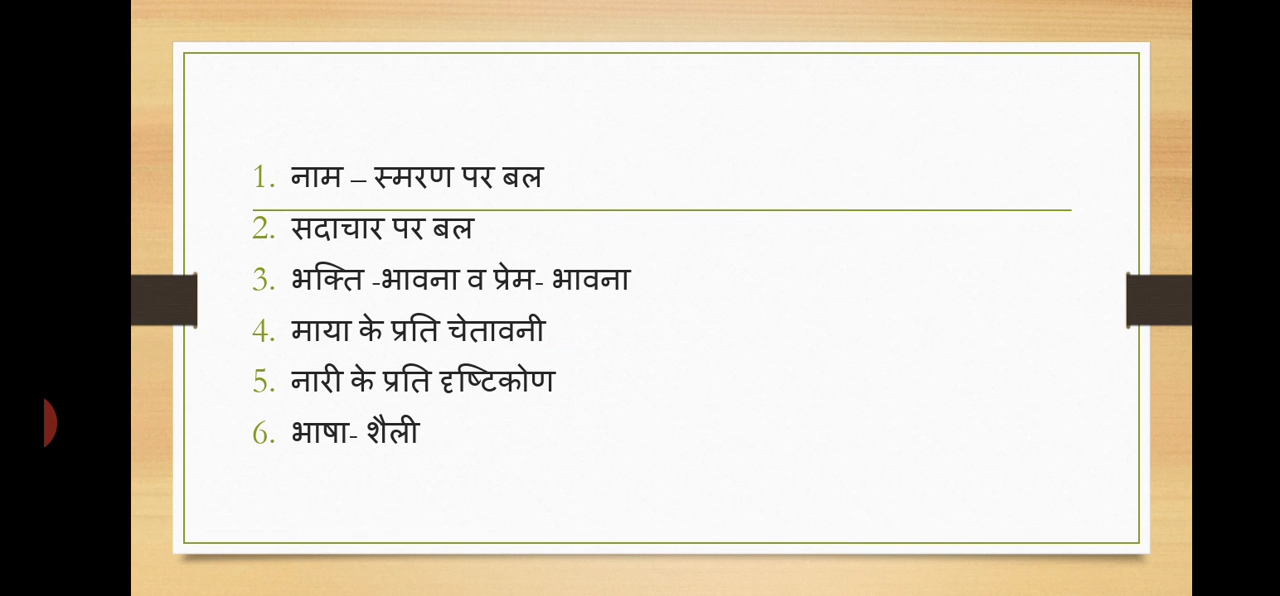 1. नाम – स्मरण पर बल
2. सदाचार पर बल
3. भक्ति -भावना व प्रेम- भावना
4. माया के प्रति चेतावनी
5. नारी के प्रति दृष्टिकोण
6. भाषा- शैली